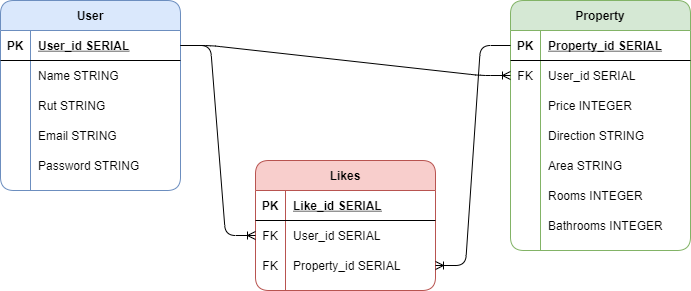 User
PK User_id SERIAL
Name STRING
Rut STRING
Email STRING
Password STRING
Likes
PK Like_id SERIAL
FK User_id SERIAL
FK Property_id SERIAL
Property
PK Property_id SERIAL
FK User_id SERIAL
Price INTEGER
Direction STRING
Area STRING
Rooms INTEGER
Bathrooms INTEGER